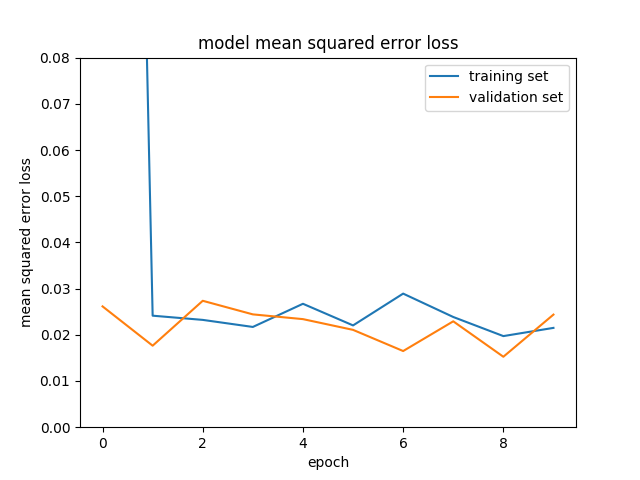 model mean squared error loss
training set
validation set
0.08
0.07
0.06
0.05
0.04
0.03
0.02
0.01
0.00
mean squared error loss
0 2 4 6 8
epoch